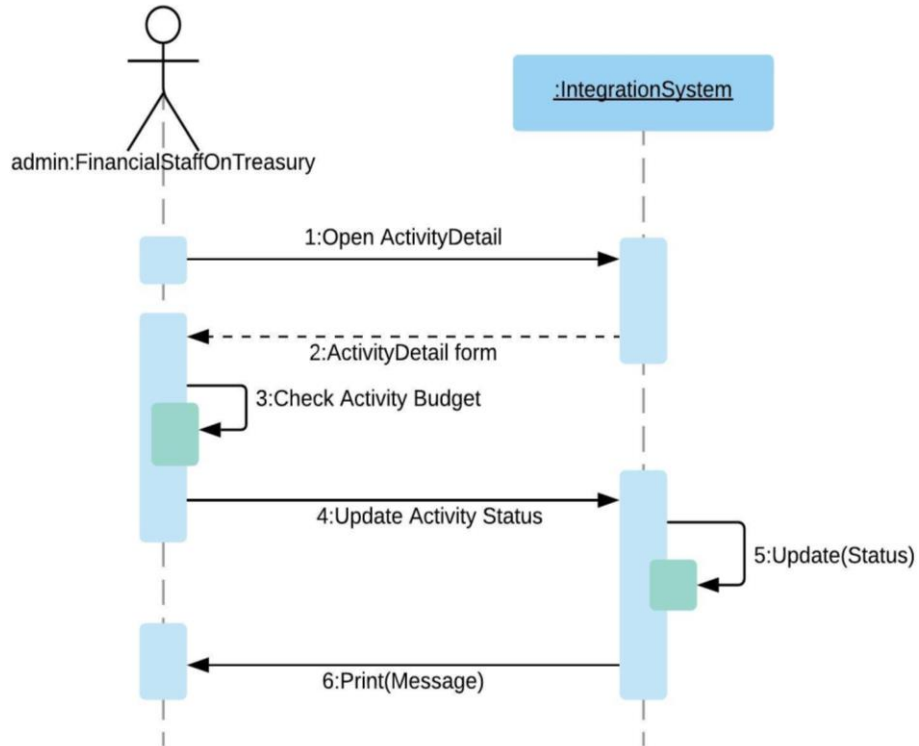 :IntegrationSystem
admin:FinancialStaffOnTreasury
1:Open ActivityDetail
2:ActivityDetail form
3:Check Activity Budget
4:Update Activity Status
5:Update(Status)
6:Print(Message)